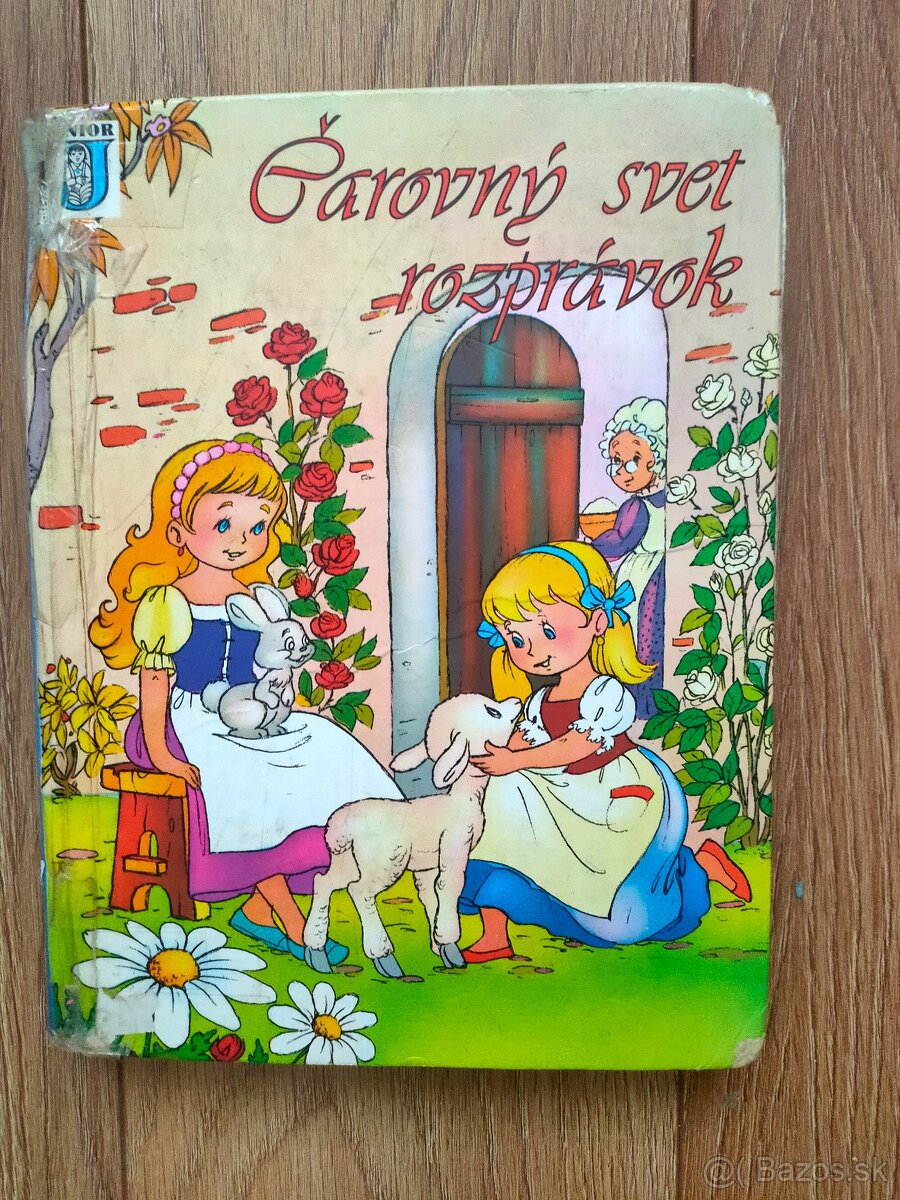 NIOR
Čarovný svet
rozprávok
@( Bazos.sk